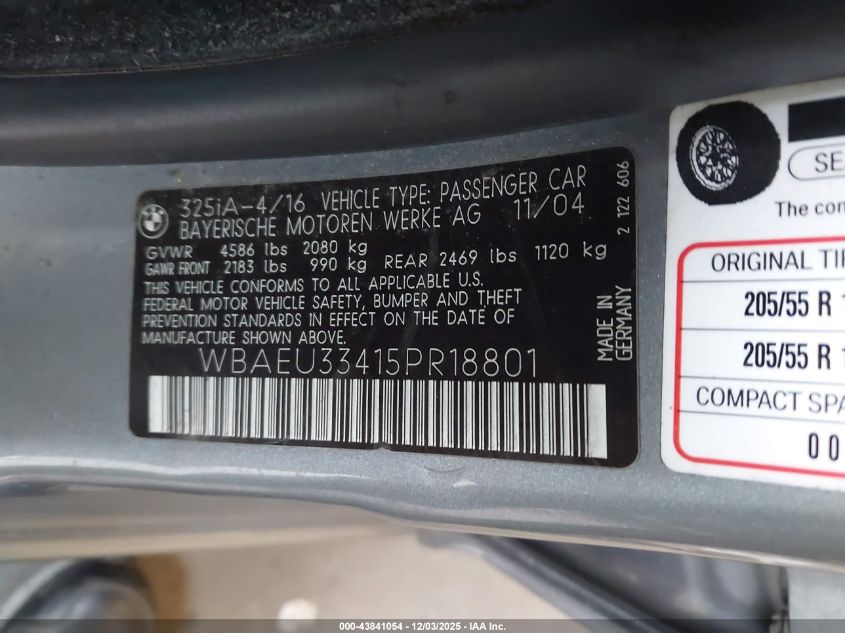 BMW
325iA-4/16 VEHICLE TYPE: PASSENGER CAR
BAYERISCHE MOTOREN WERKE AG 11/04
GVWR 4586 lbs 2080 kg
GAWR FRONT 2183 lbs 990 kg REAR 2469 lbs 1120 kg
THIS VEHICLE CONFORMS TO ALL APPLICABLE U.S.
FEDERAL MOTOR VEHICLE SAFETY, BUMPER AND THEFT
PREVENTION STANDARDS IN EFFECT ON THE DATE OF
MANUFACTURE SHOWN ABOVE.
WBAEU33415PR18801
MADE IN
GERMANY
2 122 606
SE
The com
ORIGINAL TI
205/55 R 1
205/55 R 1
COMPACT SPA
00
000-43841054 - 12/03/2025 - IAA Inc.